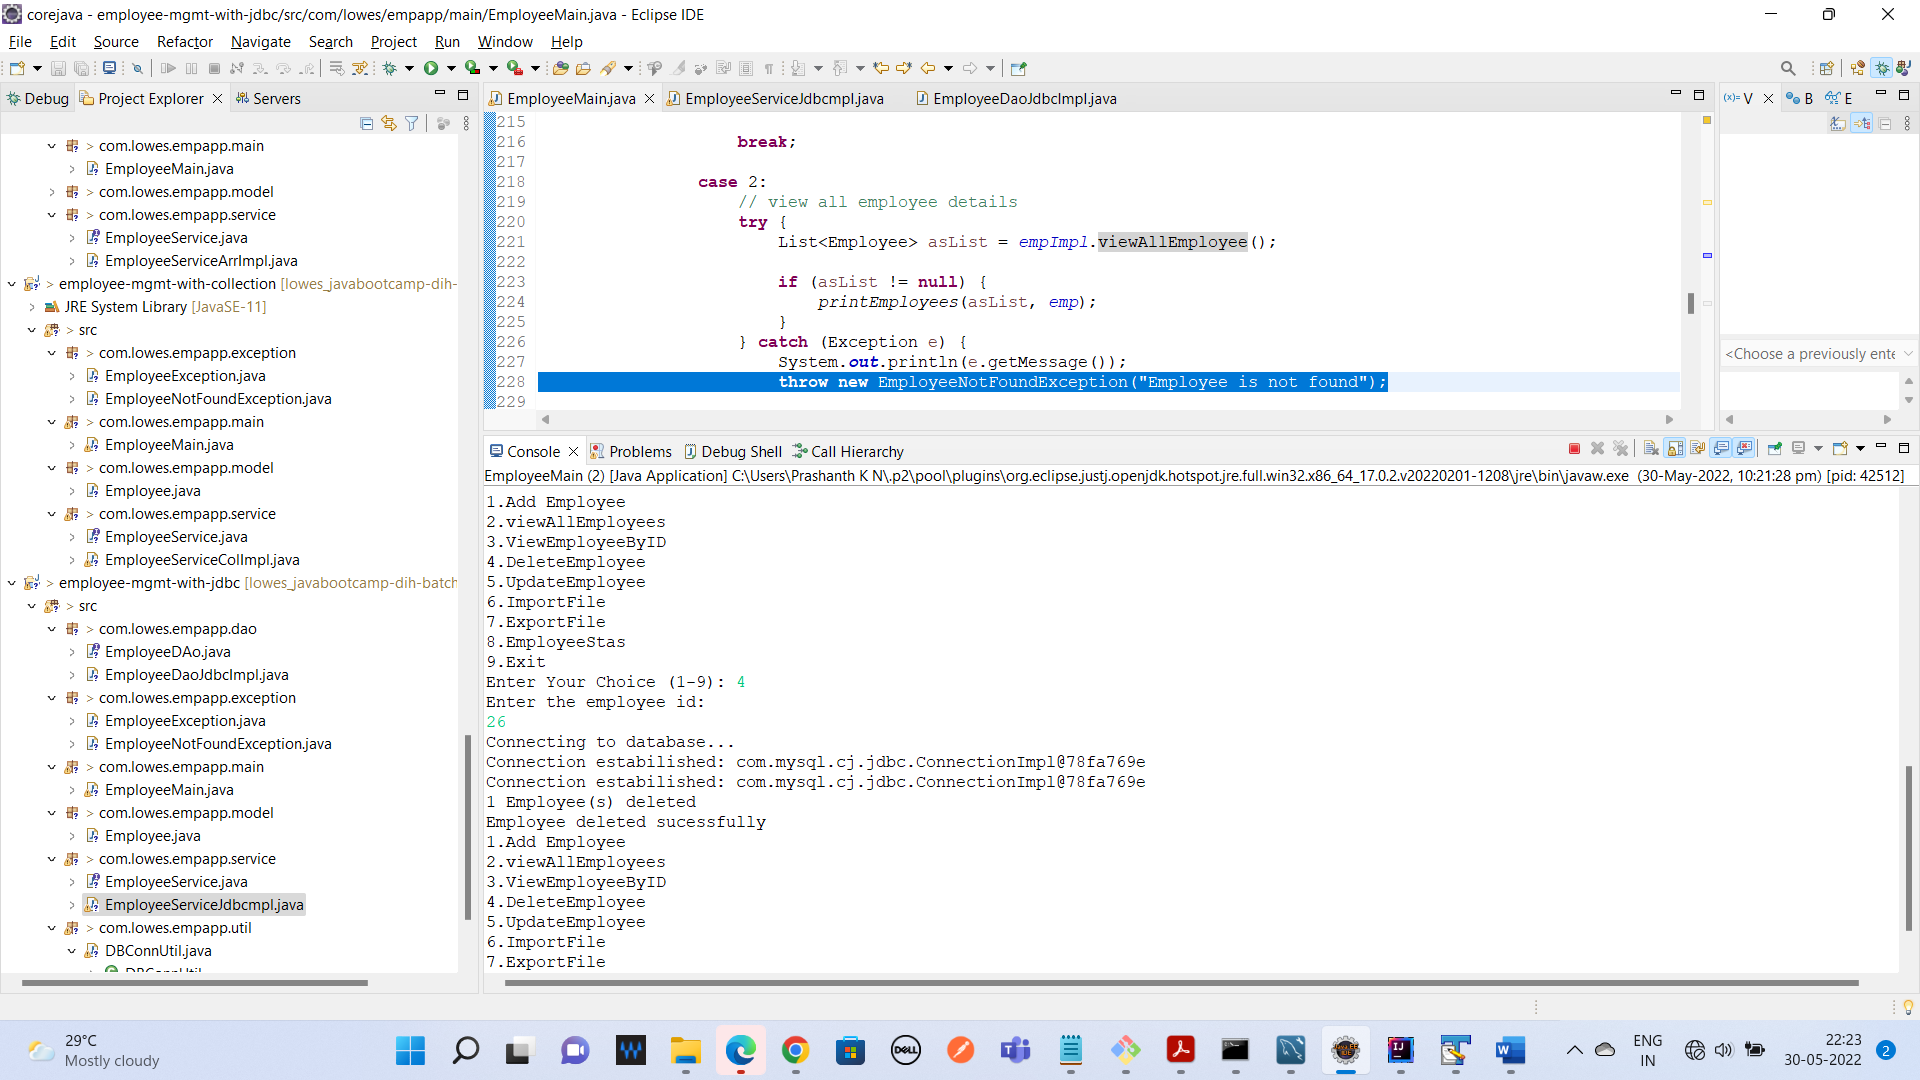 corejava - employee-mgmt-with-jdbc/src/com/lowes/empapp/main/EmployeeMain.java - Eclipse IDE
File Edit Source Refactor Navigate Search Project Run Window Help
Debug Project Explorer Servers
> com.lowes.empapp.main
EmployeeMain.java
> com.lowes.empapp.model
> com.lowes.empapp.service
EmployeeService.java
EmployeeServiceArrImpl.java
> employee-mgmt-with-collection [lowes_javabootcamp-dih-
JRE System Library [JavaSE-11]
> src
> com.lowes.empapp.exception
EmployeeException.java
EmployeeNotFoundException.java
> com.lowes.empapp.main
EmployeeMain.java
> com.lowes.empapp.model
Employee.java
> com.lowes.empapp.service
EmployeeService.java
EmployeeServiceColImpl.java
> employee-mgmt-with-jdbc [lowes_javabootcamp-dih-batch
> src
> com.lowes.empapp.dao
EmployeeDAo.java
EmployeeDaoJdbcImpl.java
> com.lowes.empapp.exception
EmployeeException.java
EmployeeNotFoundException.java
> com.lowes.empapp.main
EmployeeMain.java
> com.lowes.empapp.model
Employee.java
> com.lowes.empapp.service
EmployeeService.java
EmployeeServiceJdbcmpl.java
> com.lowes.empapp.util
DBConnUtil.java
EmployeeMain.java EmployeeServiceJdbcmpl.java EmployeeDaoJdbcImpl.java
215
216 break;
217
218 case 2:
219 // view all employee details
220 try {
221 List<Employee> asList = empImpl.viewAllEmployee();
222
223 if (asList != null) {
224 printEmployees(asList, emp);
225 }
226 } catch (Exception e) {
227 System.out.println(e.getMessage());
228 throw new EmployeeNotFoundException("Employee is not found");
229
(x)= V B E
<Choose a previously ente
Console Problems Debug Shell Call Hierarchy
EmployeeMain (2) [Java Application] C:\Users\Prashanth K N\.p2\pool\plugins\org.eclipse.justj.openjdk.hotspot.jre.full.win32.x86_64_17.0.2.v20220201-1208\jre\bin\javaw.exe (30-May-2022, 10:21:28 pm) [pid: 42512]
1.Add Employee
2.viewAllEmployees
3.ViewEmployeeByID
4.DeleteEmployee
5.UpdateEmployee
6.ImportFile
7.ExportFile
8.EmployeeStas
9.Exit
Enter Your Choice (1-9): 4
Enter the employee id:
26
Connecting to database...
Connection estabilished: com.mysql.cj.jdbc.ConnectionImpl@78fa769e
Connection estabilished: com.mysql.cj.jdbc.ConnectionImpl@78fa769e
1 Employee(s) deleted
Employee deleted sucessfully
1.Add Employee
2.viewAllEmployees
3.ViewEmployeeByID
4.DeleteEmployee
5.UpdateEmployee
6.ImportFile
7.ExportFile
29°C
Mostly cloudy
DELL
ENG
IN
22:23
30-05-2022
2